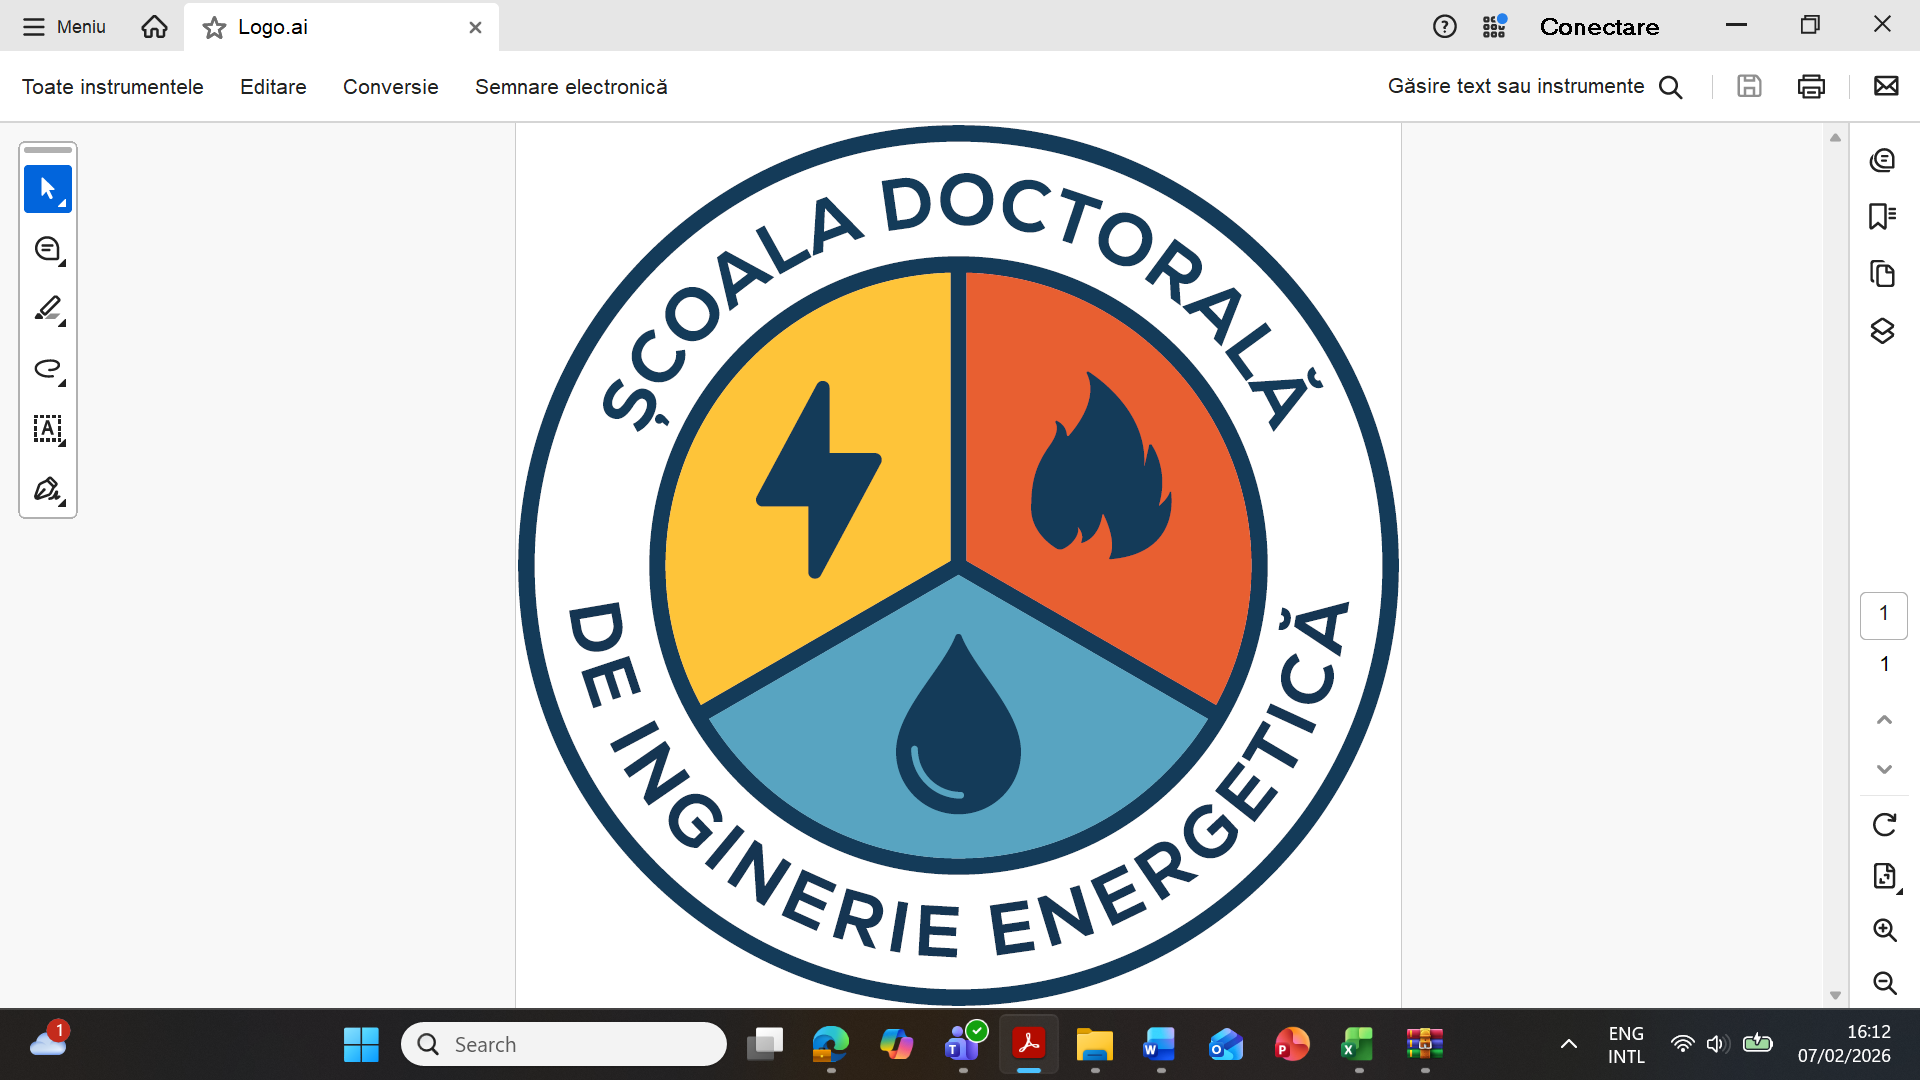 Meniu
Logo.ai
Conectare
Toate instrumentele
Editare
Conversie
Semnare electronică
Găsire text sau instrumente
ȘCOALA DOCTORALĂ
DE INGINERIE ENERGETICĂ
A
1
1
1
Search
T
W
O
P
X
ENG
INTL
16:12
07/02/2026